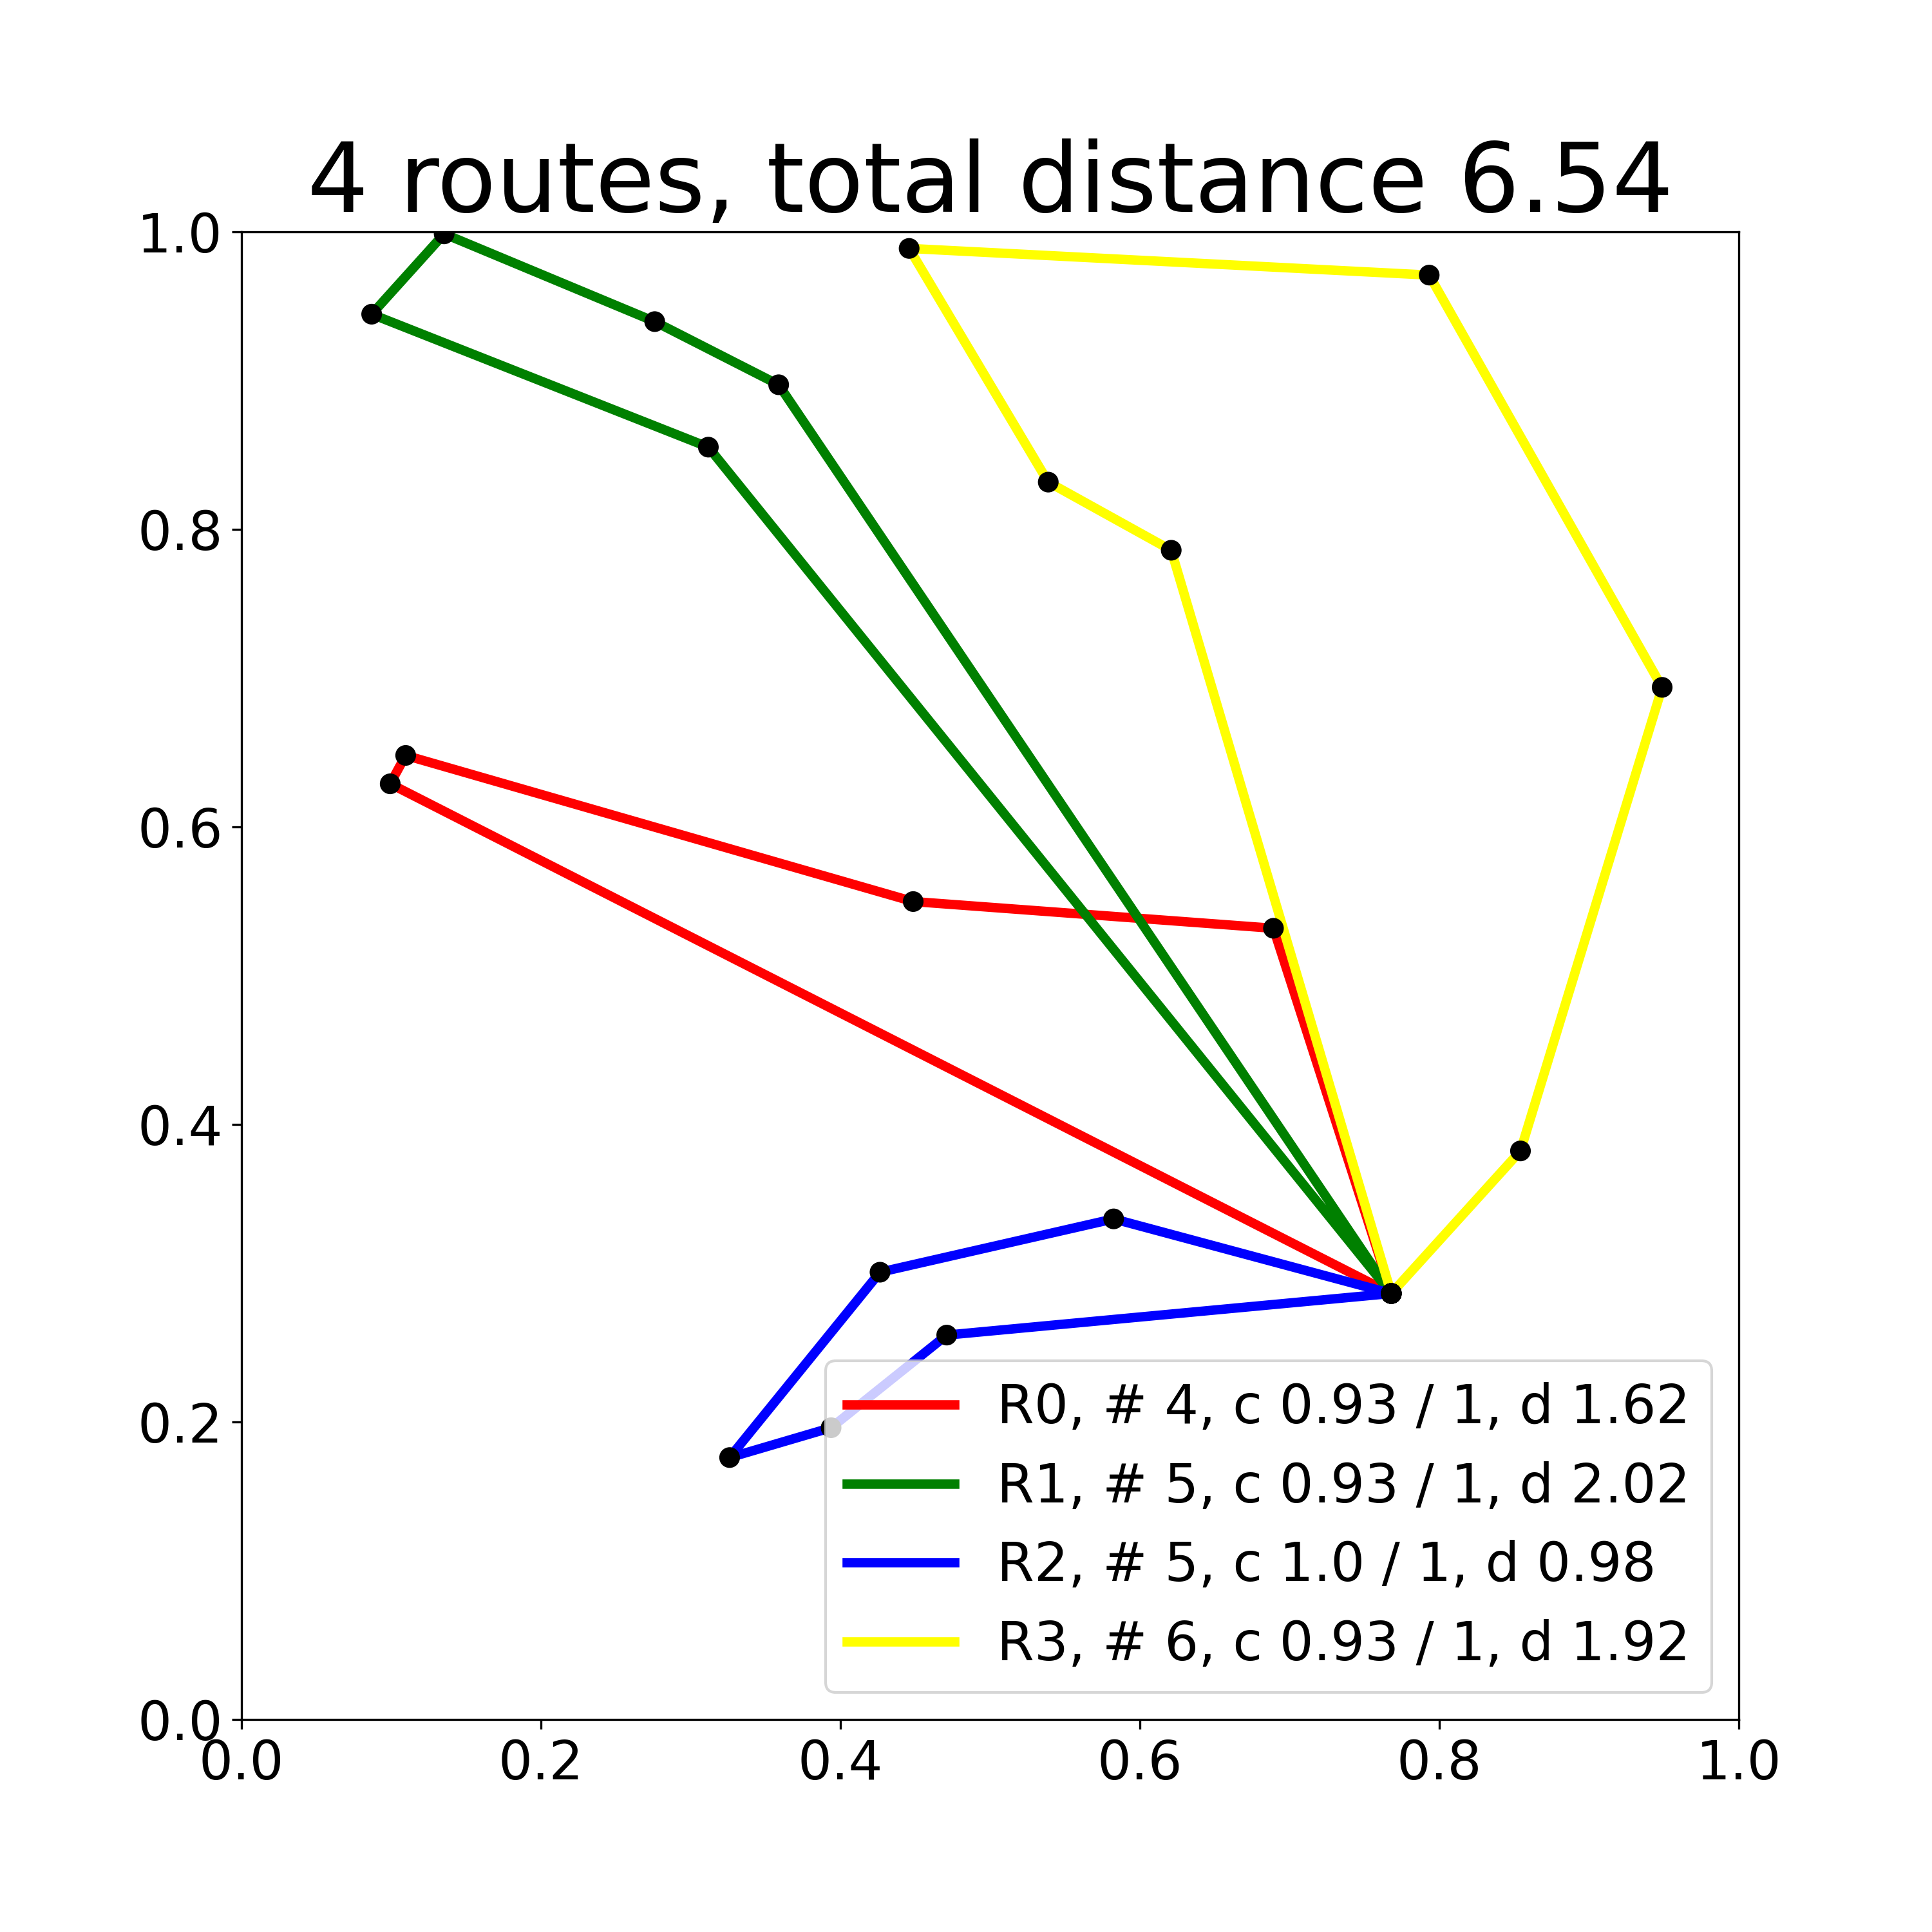 4 routes, total distance 6.54
1.0
0.8
0.6
0.4
0.2
0.0
0.0 0.2 0.4 0.6 0.8 1.0
R0, # 4, c 0.93 / 1, d 1.62
R1, # 5, c 0.93 / 1, d 2.02
R2, # 5, c 1.0 / 1, d 0.98
R3, # 6, c 0.93 / 1, d 1.92